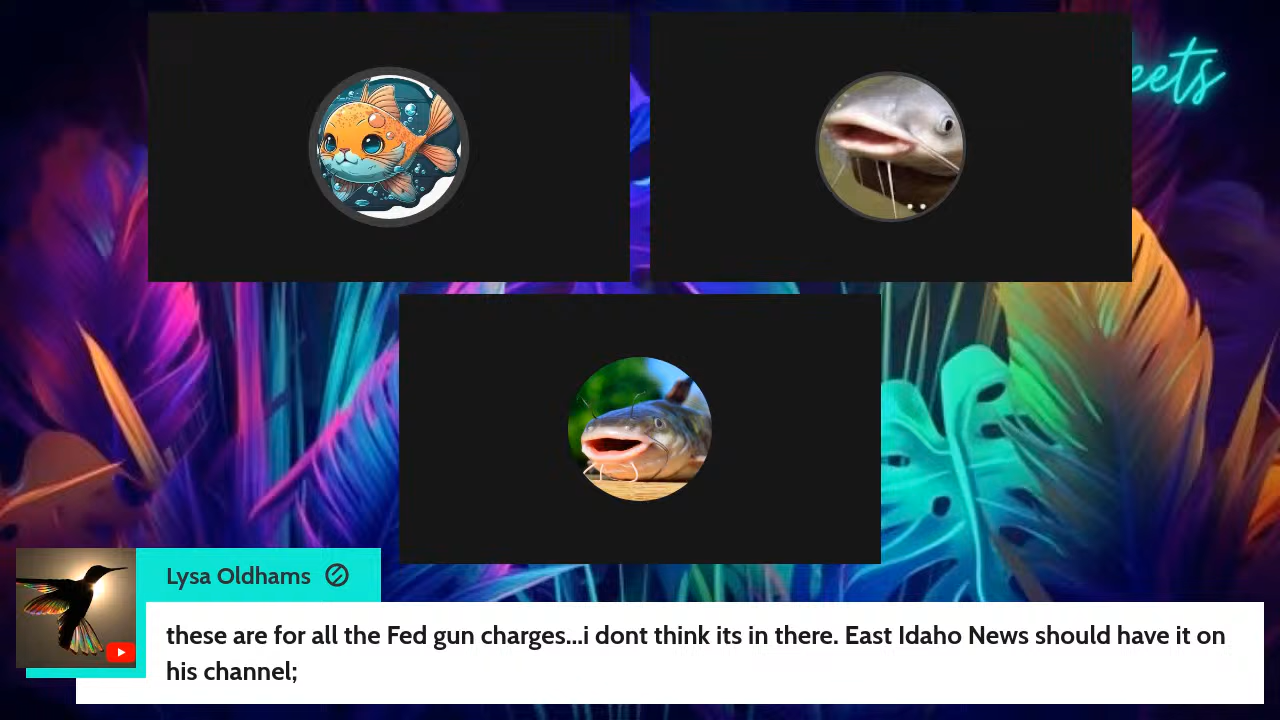 eets
Lysa Oldhams
these are for all the Fed gun charges...i dont think its in there. East Idaho News should have it on
his channel;